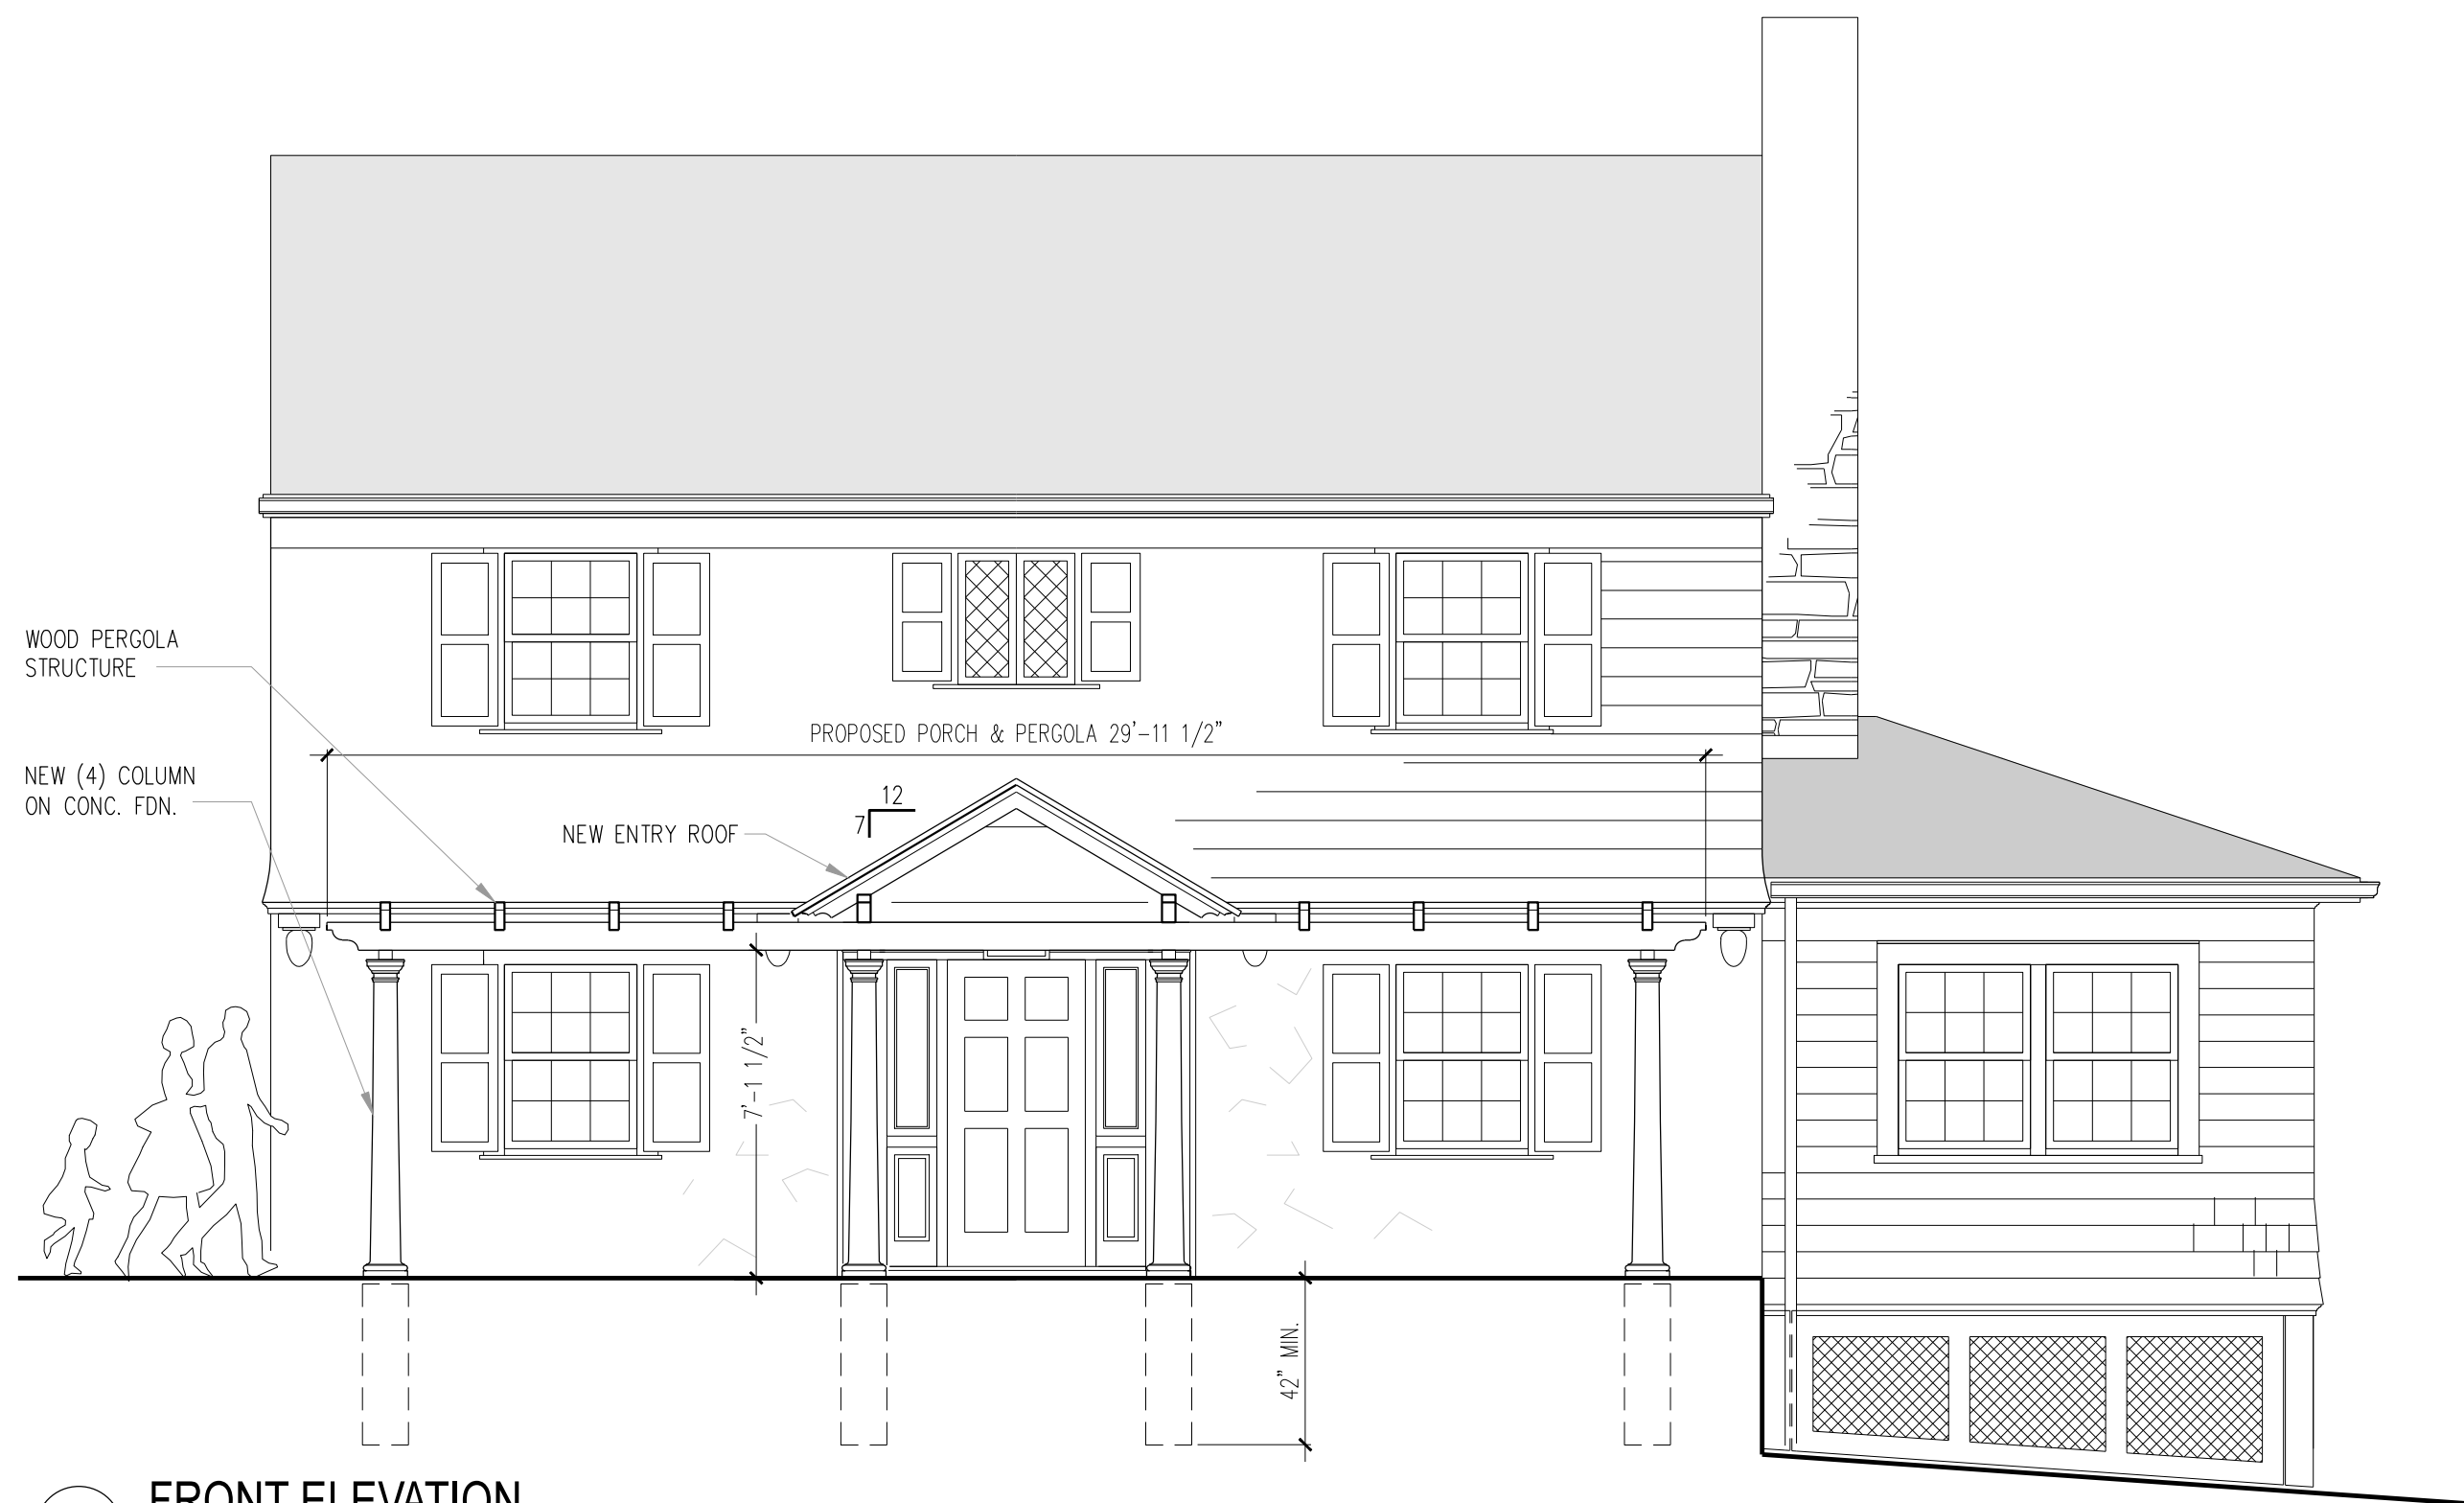 WOOD PERGOLA
STRUCTURE
PROPOSED PORCH & PERGOLA 29'-11 1/2"
NEW (4) COLUMN
ON CONC. FDN.
12
7
NEW ENTRY ROOF
7'-1 1/2"
42" MIN.
FRONT ELEVATION